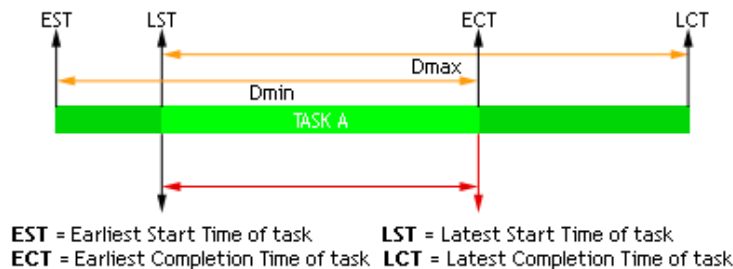 EST LST ECT LCT
Dmax
Dmin
TASK A
EST = Earliest Start Time of task LST = Latest Start Time of task
ECT = Earliest Completion Time of task LCT = Latest Completion Time of task